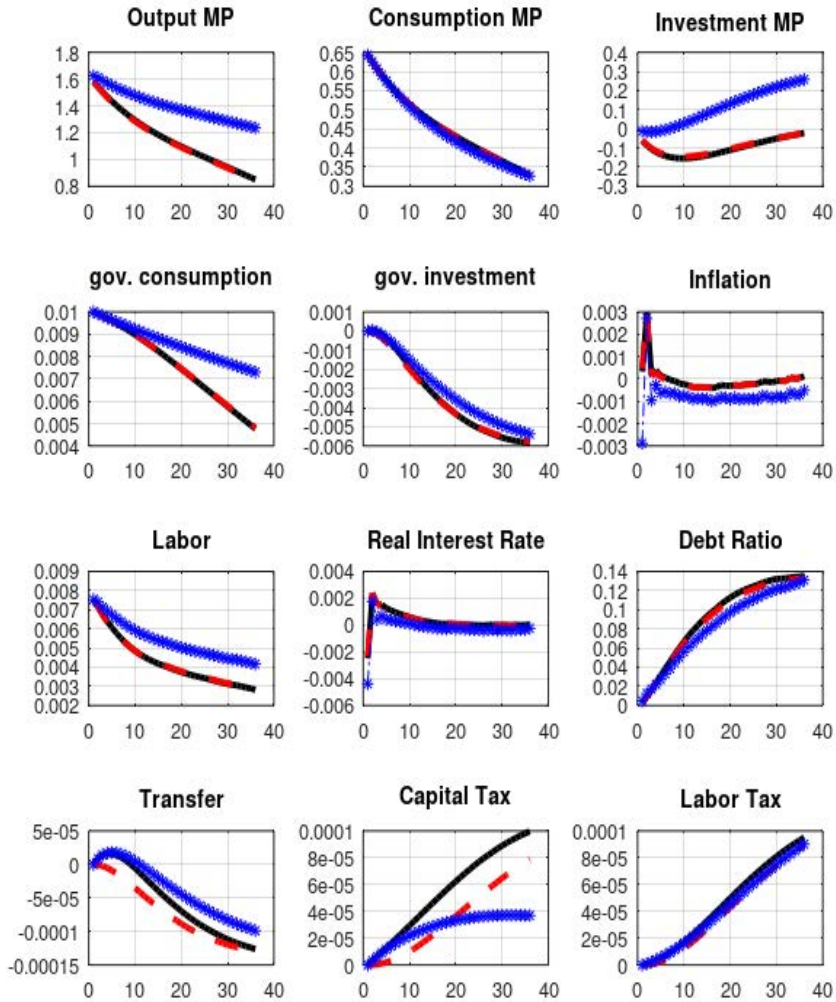 Output MP
1.8
1.6
1.4
1.2
1
0.8
0 10 20 30 40
Consumption MP
0.65
0.6
0.55
0.5
0.45
0.4
0.35
0.3
0 10 20 30 40
Investment MP
0.4
0.3
0.2
0.1
0
-0.1
-0.2
-0.3
0 10 20 30 40
gov. consumption
0.01
0.009
0.008
0.007
0.006
0.005
0.004
0 10 20 30 40
gov. investment
0.001
0
-0.001
-0.002
-0.003
-0.004
-0.005
-0.006
0 10 20 30 40
Inflation
0.003
0.002
0.001
0
-0.001
-0.002
-0.003
0 10 20 30 40
Labor
0.009
0.008
0.007
0.006
0.005
0.004
0.003
0.002
0 10 20 30 40
Real Interest Rate
0.004
0.002
0
-0.002
-0.004
-0.006
0 10 20 30 40
Debt Ratio
0.14
0.12
0.1
0.08
0.06
0.04
0.02
0
0 10 20 30 40
Transfer
5e-05
0
-5e-05
-0.0001
-0.00015
0 10 20 30 40
Capital Tax
0.0001
8e-05
6e-05
4e-05
2e-05
0
0 10 20 30 40
Labor Tax
0.0001
8e-05
6e-05
4e-05
2e-05
0
0 10 20 30 40